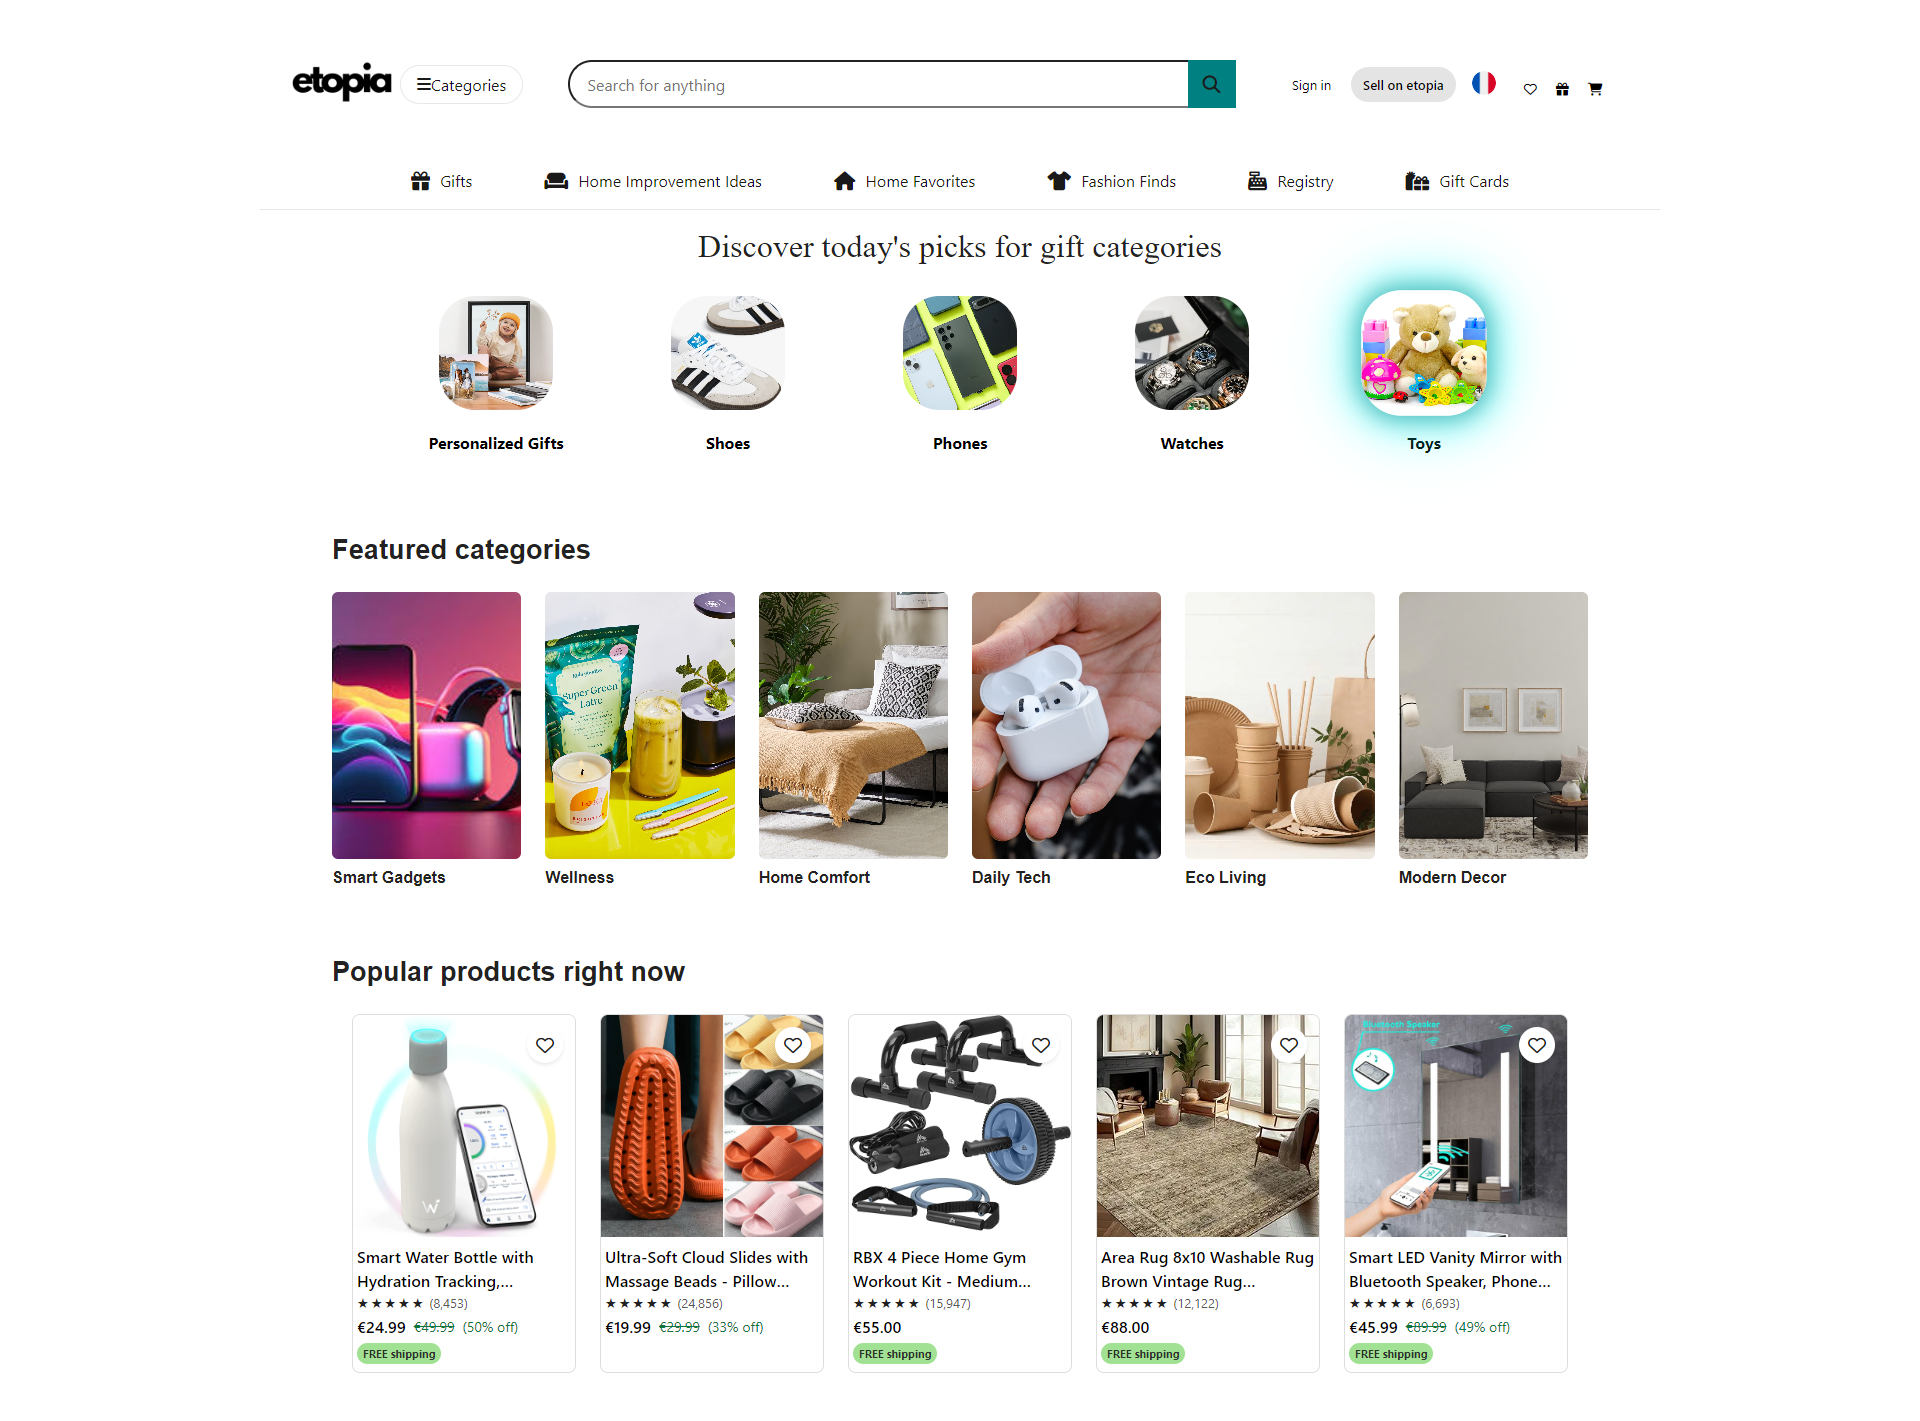 etopia
Categories
Search for anything
Sign in
Sell on etopia
Gifts
Home Improvement Ideas
Home Favorites
Fashion Finds
Registry
Gift Cards
Discover today's picks for gift categories
Personalized Gifts
Shoes
Phones
Watches
Toys
Featured categories
Super Green
Latte
Smart Gadgets
Wellness
Home Comfort
Daily Tech
Eco Living
Modern Decor
Popular products right now
W
Bluetooth Speaker
Smart Water Bottle with
Hydration Tracking,...
★★★★★ (8,453)
€24.99 €49.99 (50% off)
FREE shipping
Ultra-Soft Cloud Slides with
Massage Beads - Pillow...
★★★★★ (24,856)
€19.99 €29.99 (33% off)
RBX 4 Piece Home Gym
Workout Kit - Medium...
★★★★★ (15,947)
€55.00
FREE shipping
Area Rug 8x10 Washable Rug
Brown Vintage Rug...
★★★★★ (12,122)
€88.00
FREE shipping
Smart LED Vanity Mirror with
Bluetooth Speaker, Phone...
★★★★★ (6,693)
€45.99 €89.99 (49% off)
FREE shipping